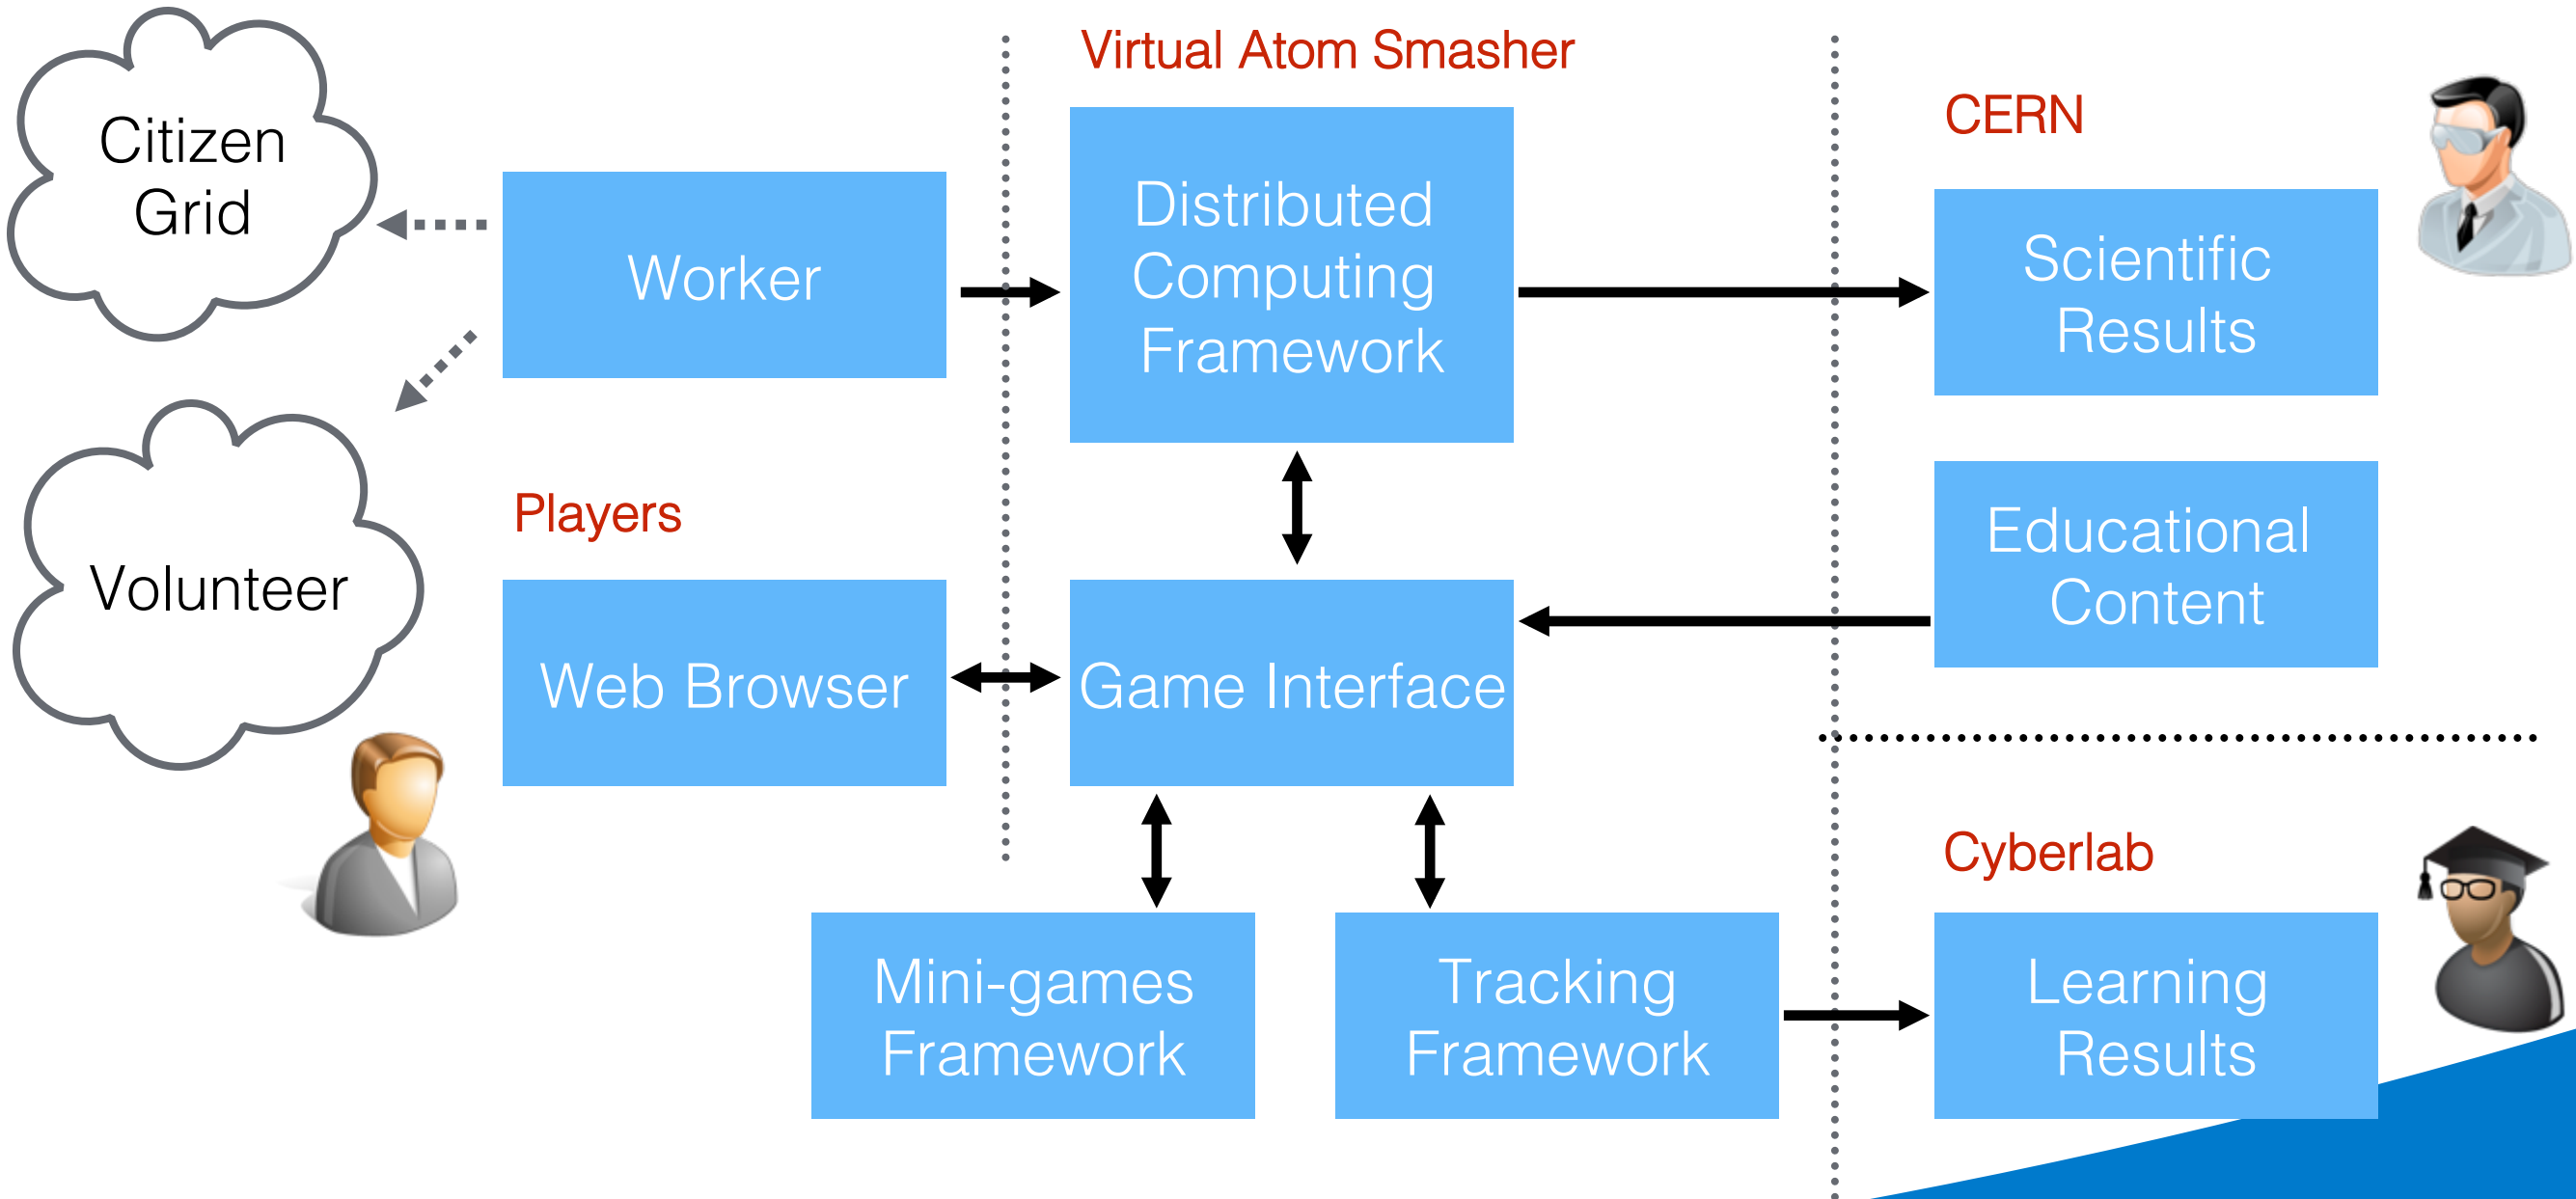 Virtual Atom Smasher
CERN
Citizen
Grid
Worker
Distributed
Computing
Framework
Scientific
Results
Players
Educational
Content
Volunteer
Web Browser
Game Interface
Cyberlab
Mini-games
Framework
Tracking
Framework
Learning
Results